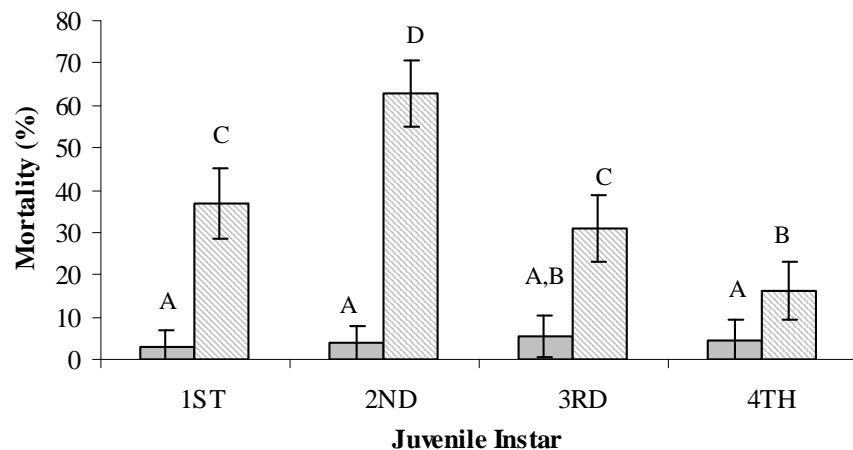 80
70
60
50
40
30
20
10
0
Mortality (%)
A
C
A
D
A,B
C
A
B
1ST 2ND 3RD 4TH
Juvenile Instar